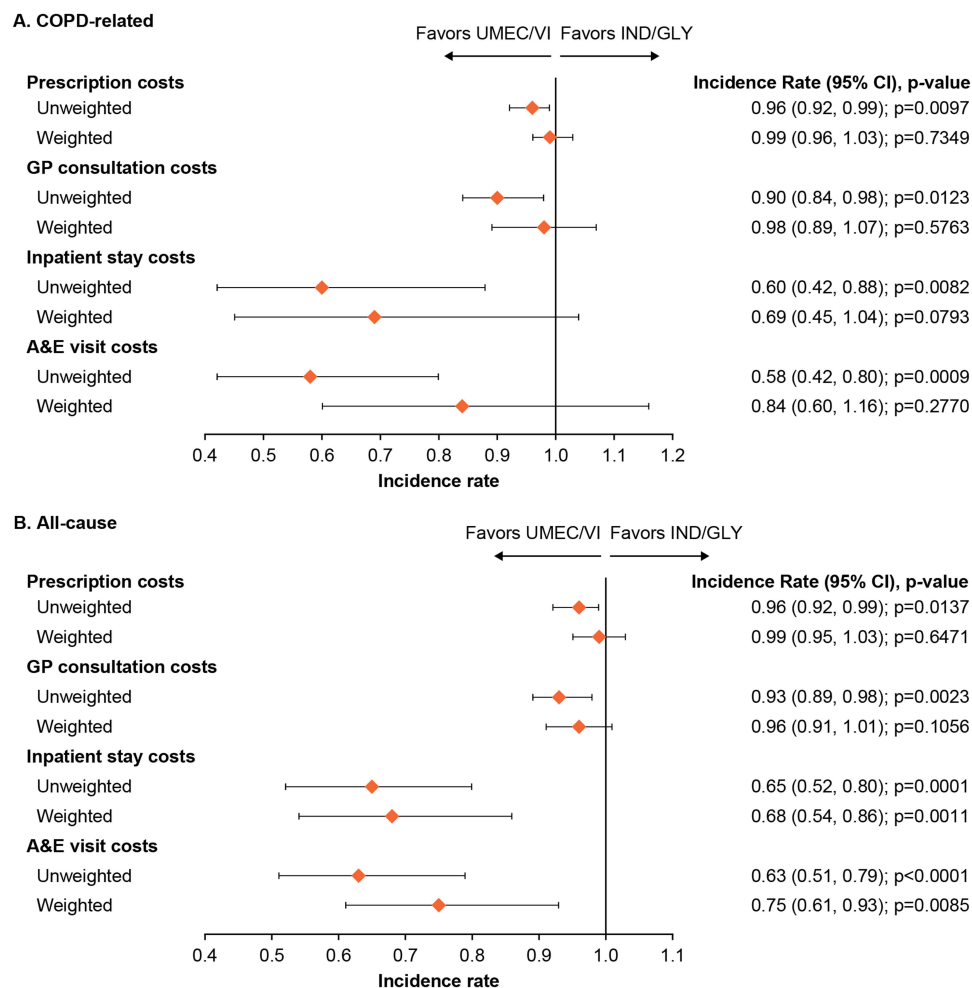 A. COPD-related
Favors UMEC/VI Favors IND/GLY
Prescription costs Incidence Rate (95% CI), p-value
Unweighted 0.96 (0.92, 0.99); p=0.0097
Weighted 0.99 (0.96, 1.03); p=0.7349
GP consultation costs
Unweighted 0.90 (0.84, 0.98); p=0.0123
Weighted 0.98 (0.89, 1.07); p=0.5763
Inpatient stay costs
Unweighted 0.60 (0.42, 0.88); p=0.0082
Weighted 0.69 (0.45, 1.04); p=0.0793
A&E visit costs
Unweighted 0.58 (0.42, 0.80); p=0.0009
Weighted 0.84 (0.60, 1.16); p=0.2770
0.4 0.5 0.6 0.7 0.8 0.9 1.0 1.1 1.2
Incidence rate
B. All-cause
Favors UMEC/VI Favors IND/GLY
Prescription costs Incidence Rate (95% CI), p-value
Unweighted 0.96 (0.92, 0.99); p=0.0137
Weighted 0.99 (0.95, 1.03); p=0.6471
GP consultation costs
Unweighted 0.93 (0.89, 0.98); p=0.0023
Weighted 0.96 (0.91, 1.01); p=0.1056
Inpatient stay costs
Unweighted 0.65 (0.52, 0.80); p=0.0001
Weighted 0.68 (0.54, 0.86); p=0.0011
A&E visit costs
Unweighted 0.63 (0.51, 0.79); p<0.0001
Weighted 0.75 (0.61, 0.93); p=0.0085
0.4 0.5 0.6 0.7 0.8 0.9 1.0 1.1
Incidence rate